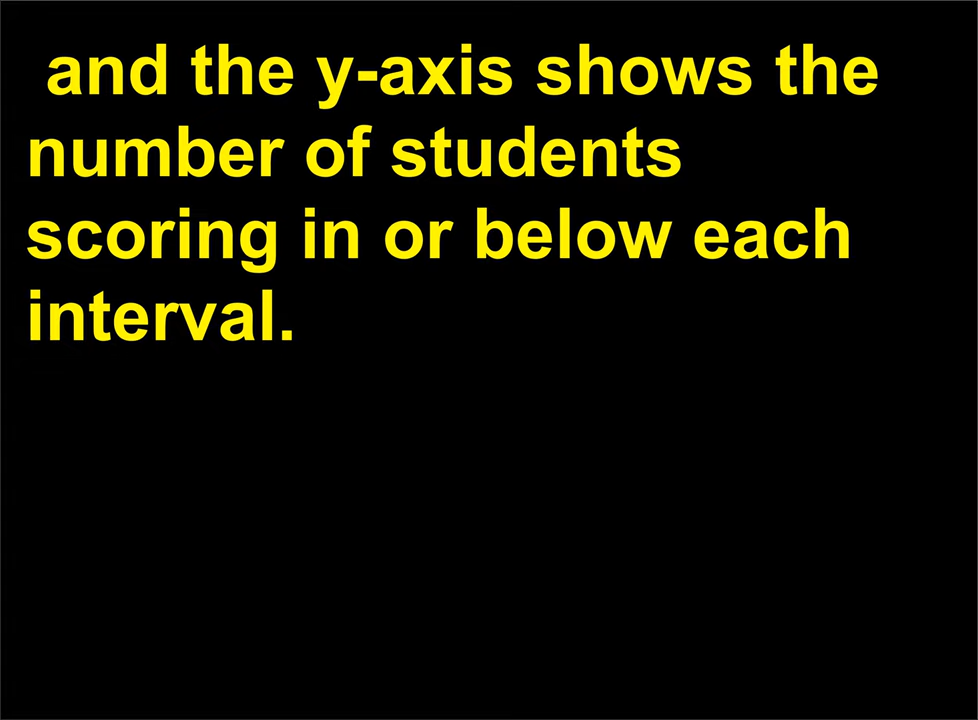 and the y-axis shows the
number of students
scoring in or below each
interval.